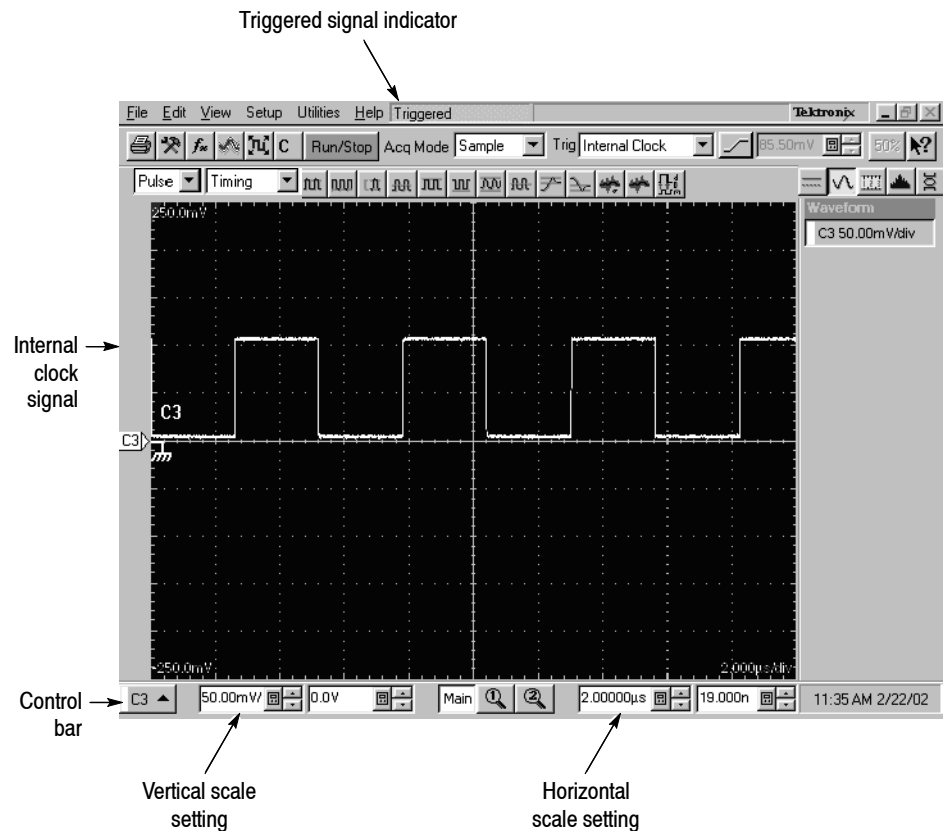 Triggered signal indicator
File Edit View Setup Utilities Help Triggered Tektronix
C Run/Stop Acq Mode Sample Trig Internal Clock 85.50mV 50% ?
Pulse Timing
250.0mV
Waveform
C3 50.00mV/div
Internal clock signal
C3
C3
-250.0mV
2.000µs/div
Control bar
C3 50.00mV/ 0.0V Main 1 2 2.00000µs 19.000n 11:35 AM 2/22/02
Vertical scale setting
Horizontal scale setting